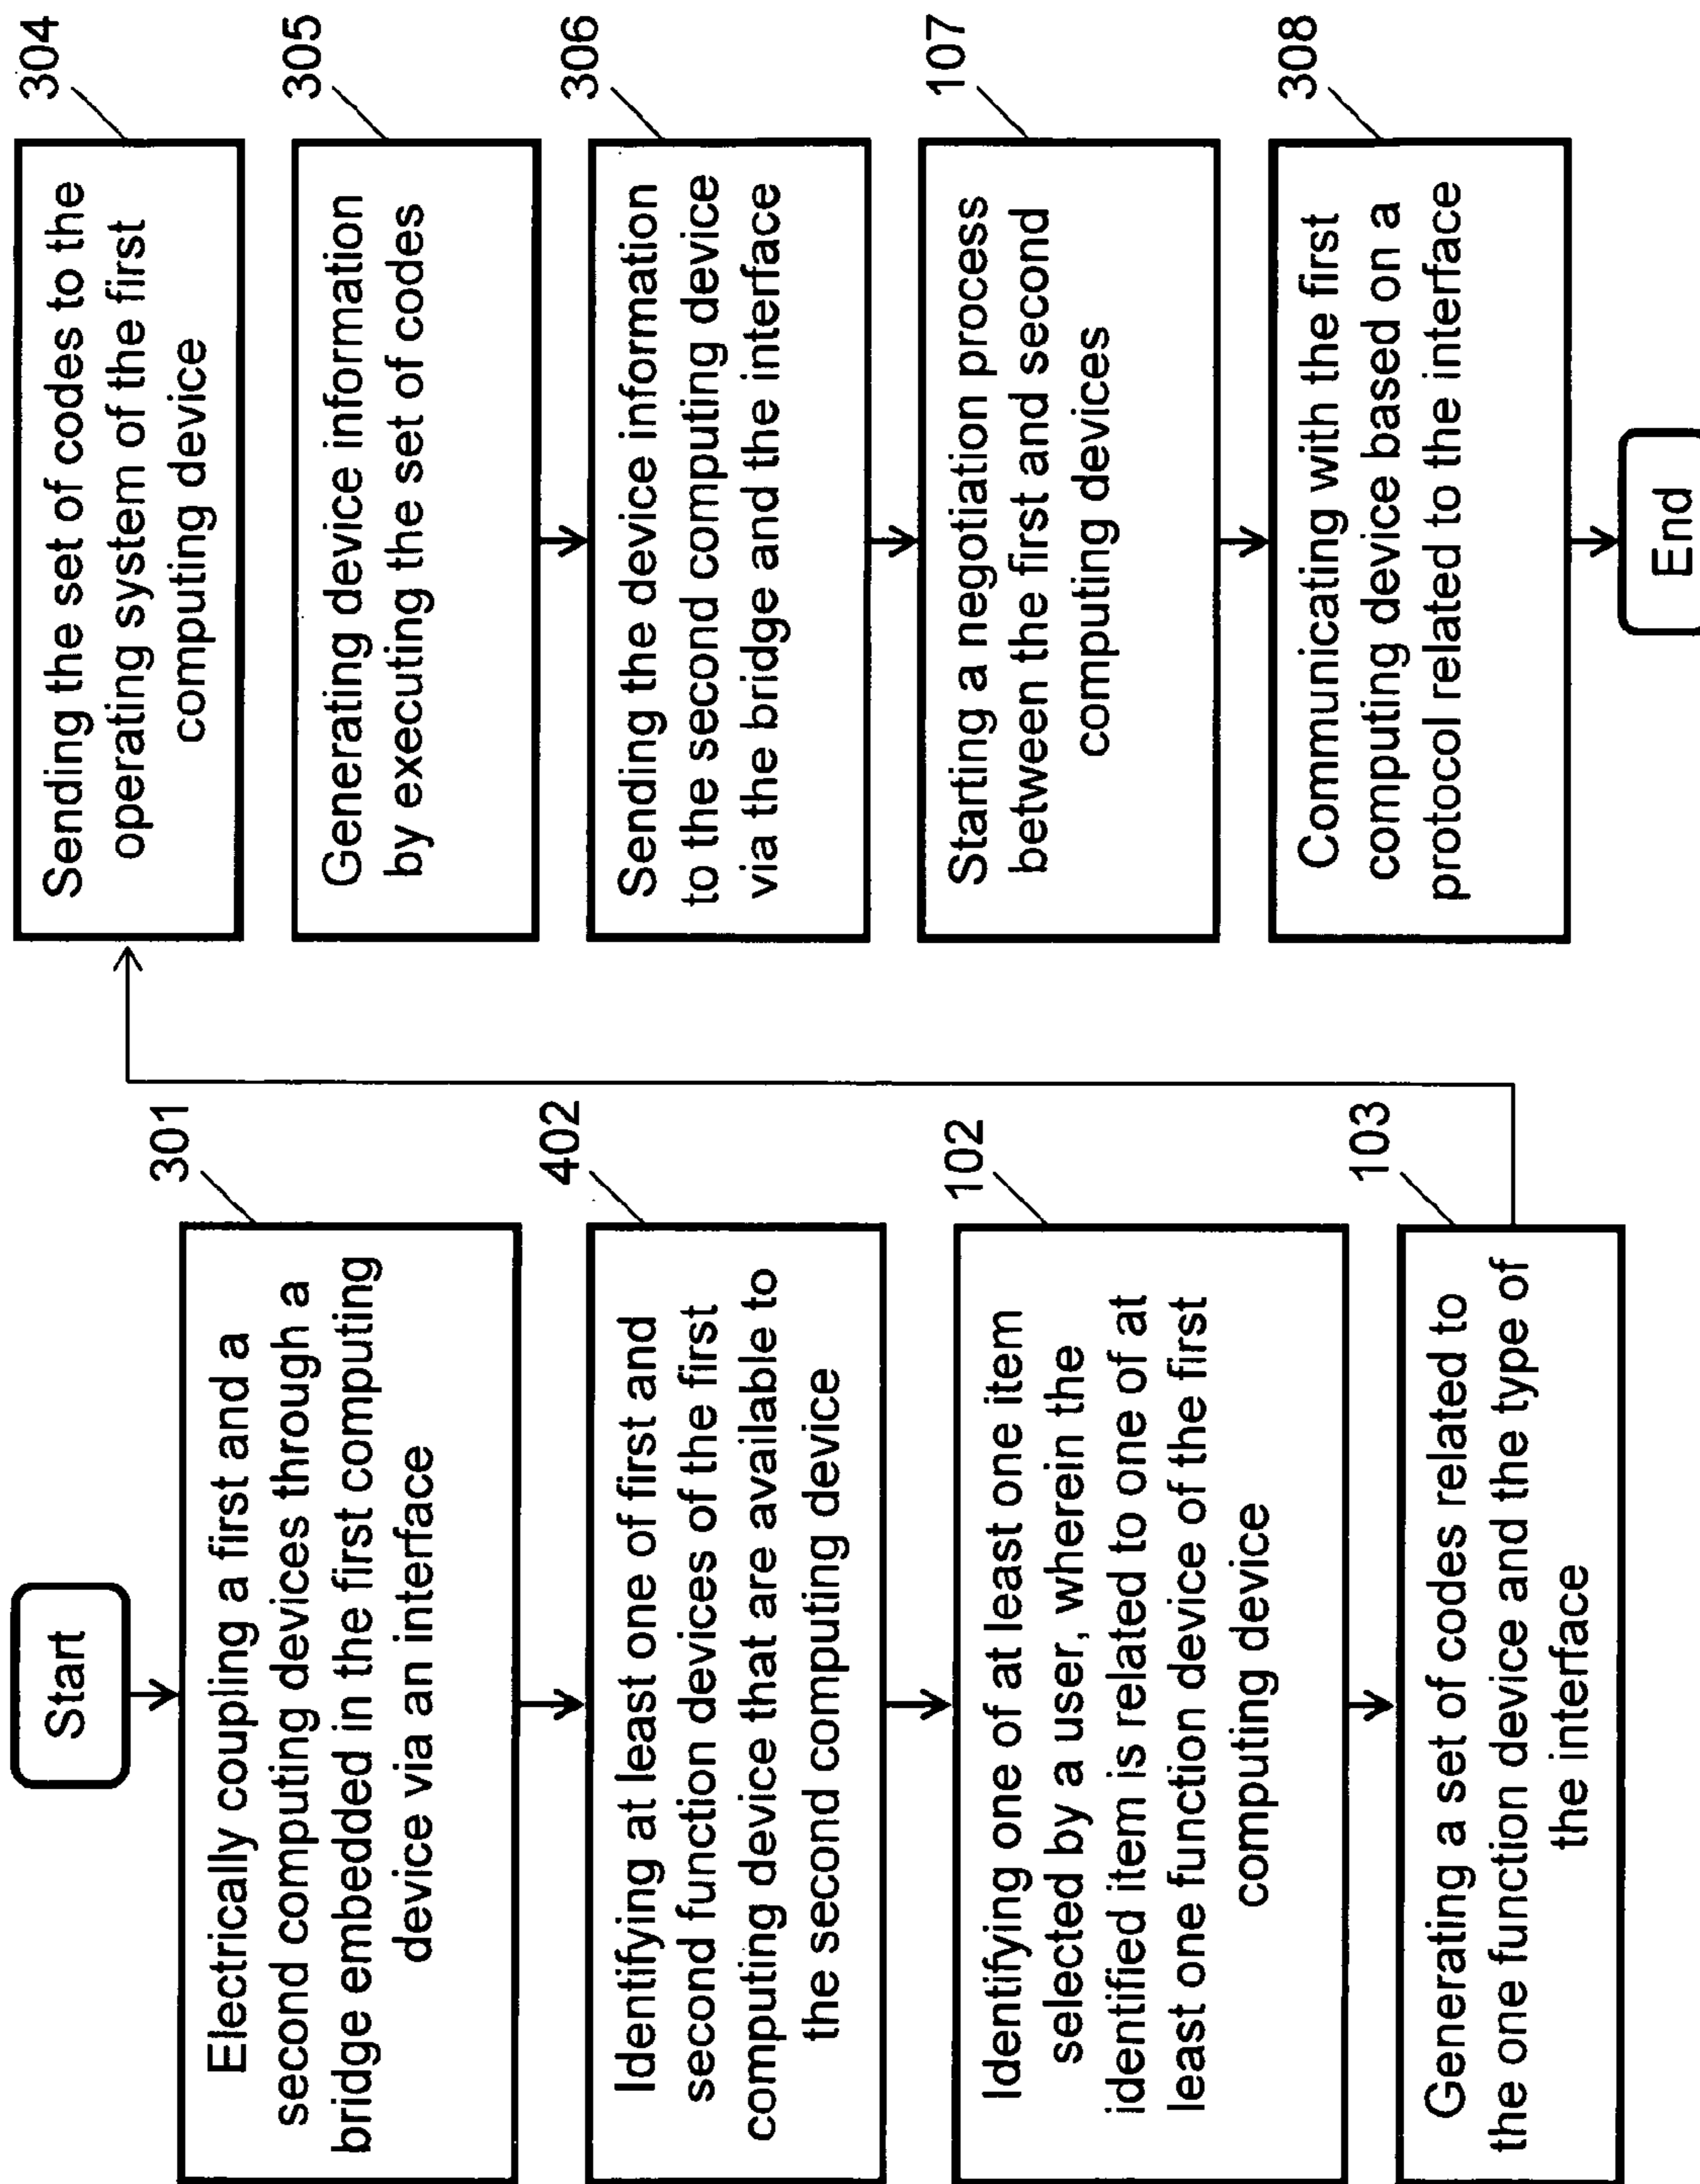 Start
301
Electrically coupling a first and a
second computing devices through a
bridge embedded in the first computing
device via an interface
402
Identifying at least one of first and
second function devices of the first
computing device that are available to
the second computing device
102
Identifying one of at least one item
selected by a user, wherein the
identified item is related to one of at
least one function device of the first
computing device
103
Generating a set of codes related to
the one function device and the type of
the interface
304
Sending the set of codes to the
operating system of the first
computing device
305
Generating device information
by executing the set of codes
306
Sending the device information
to the second computing device
via the bridge and the interface
107
Starting a negotiation process
between the first and second
computing devices
308
Communicating with the first
computing device based on a
protocol related to the interface
End